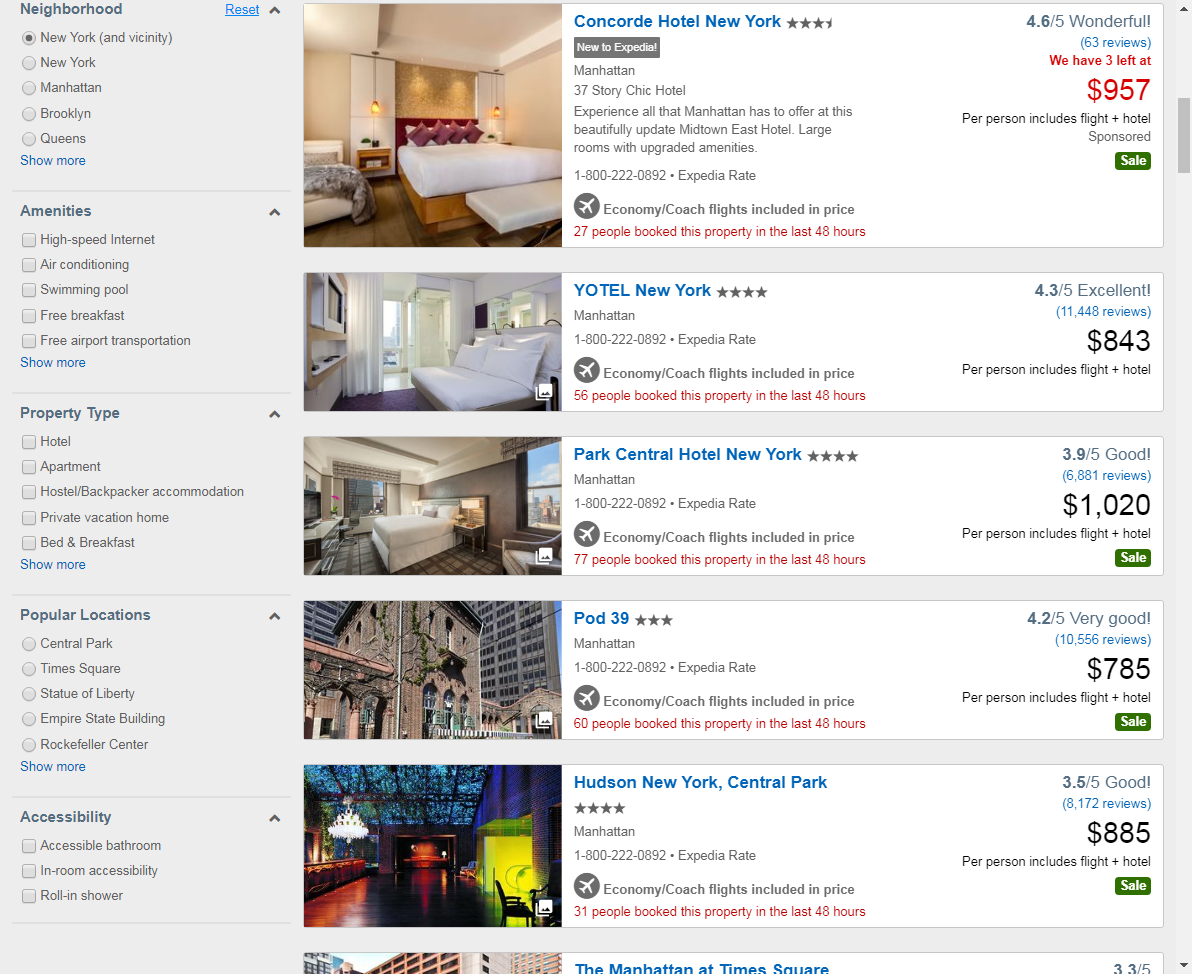 Neighborhood Reset
New York (and vicinity)
New York
Manhattan
Brooklyn
Queens
Show more
Amenities
High-speed Internet
Air conditioning
Swimming pool
Free breakfast
Free airport transportation
Show more
Property Type
Hotel
Apartment
Hostel/Backpacker accommodation
Private vacation home
Bed & Breakfast
Show more
Popular Locations
Central Park
Times Square
Statue of Liberty
Empire State Building
Rockefeller Center
Show more
Accessibility
Accessible bathroom
In-room accessibility
Roll-in shower
Concorde Hotel New York
New to Expedia!
Manhattan
37 Story Chic Hotel
Experience all that Manhattan has to offer at this
beautifully update Midtown East Hotel. Large
rooms with upgraded amenities.
1-800-222-0892 • Expedia Rate
Economy/Coach flights included in price
27 people booked this property in the last 48 hours
4.6/5 Wonderful!
(63 reviews)
We have 3 left at
$957
Per person includes flight + hotel
Sponsored
Sale
YOTEL New York
Manhattan
1-800-222-0892 • Expedia Rate
Economy/Coach flights included in price
56 people booked this property in the last 48 hours
4.3/5 Excellent!
(11,448 reviews)
$843
Per person includes flight + hotel
Park Central Hotel New York
Manhattan
1-800-222-0892 • Expedia Rate
Economy/Coach flights included in price
77 people booked this property in the last 48 hours
3.9/5 Good!
(6,881 reviews)
$1,020
Per person includes flight + hotel
Sale
Pod 39
Manhattan
1-800-222-0892 • Expedia Rate
Economy/Coach flights included in price
60 people booked this property in the last 48 hours
4.2/5 Very good!
(10,556 reviews)
$785
Per person includes flight + hotel
Sale
Hudson New York, Central Park
Manhattan
1-800-222-0892 • Expedia Rate
Economy/Coach flights included in price
31 people booked this property in the last 48 hours
3.5/5 Good!
(8,172 reviews)
$885
Per person includes flight + hotel
Sale
The Manhattan at Times Square
3.3/5